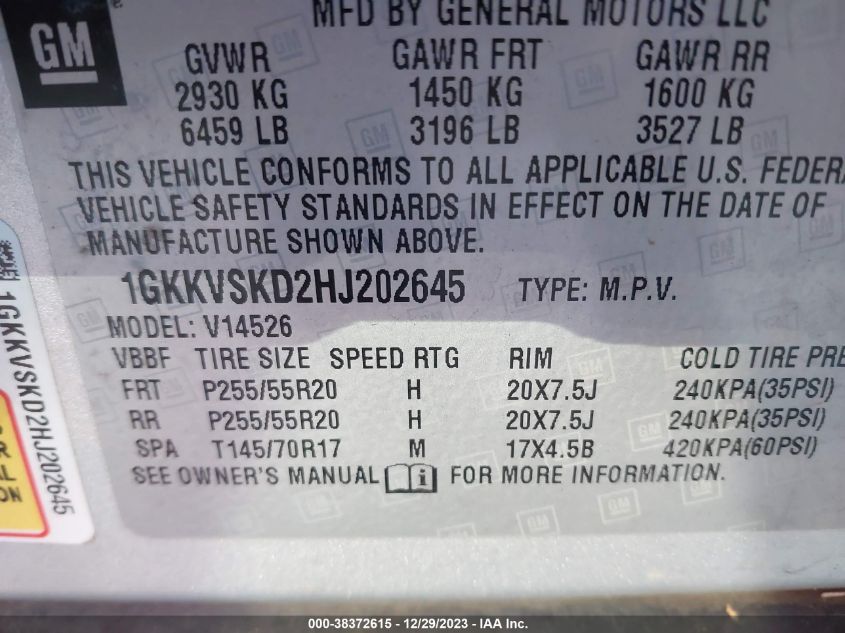 MFD BY GENERAL MOTORS LLC
GM
GVWR GAWR FRT GAWR RR
2930 KG 1450 KG 1600 KG
6459 LB 3196 LB 3527 LB
THIS VEHICLE CONFORMS TO ALL APPLICABLE U.S. FEDERA
VEHICLE SAFETY STANDARDS IN EFFECT ON THE DATE OF
MANUFACTURE SHOWN ABOVE.
1GKKVSKD2HJ202645 TYPE: M.P.V.
MODEL: V14526
VBBF TIRE SIZE SPEED RTG RIM COLD TIRE PRE
FRT P255/55R20 H 20X7.5J 240KPA(35PSI)
RR P255/55R20 H 20X7.5J 240KPA(35PSI)
SPA T145/70R17 M 17X4.5B 420KPA(60PSI)
SEE OWNER'S MANUAL i FOR MORE INFORMATION.
1GKKVSKD2HJ202645
R
AL
ON
000-38372615 - 12/29/2023 - IAA Inc.